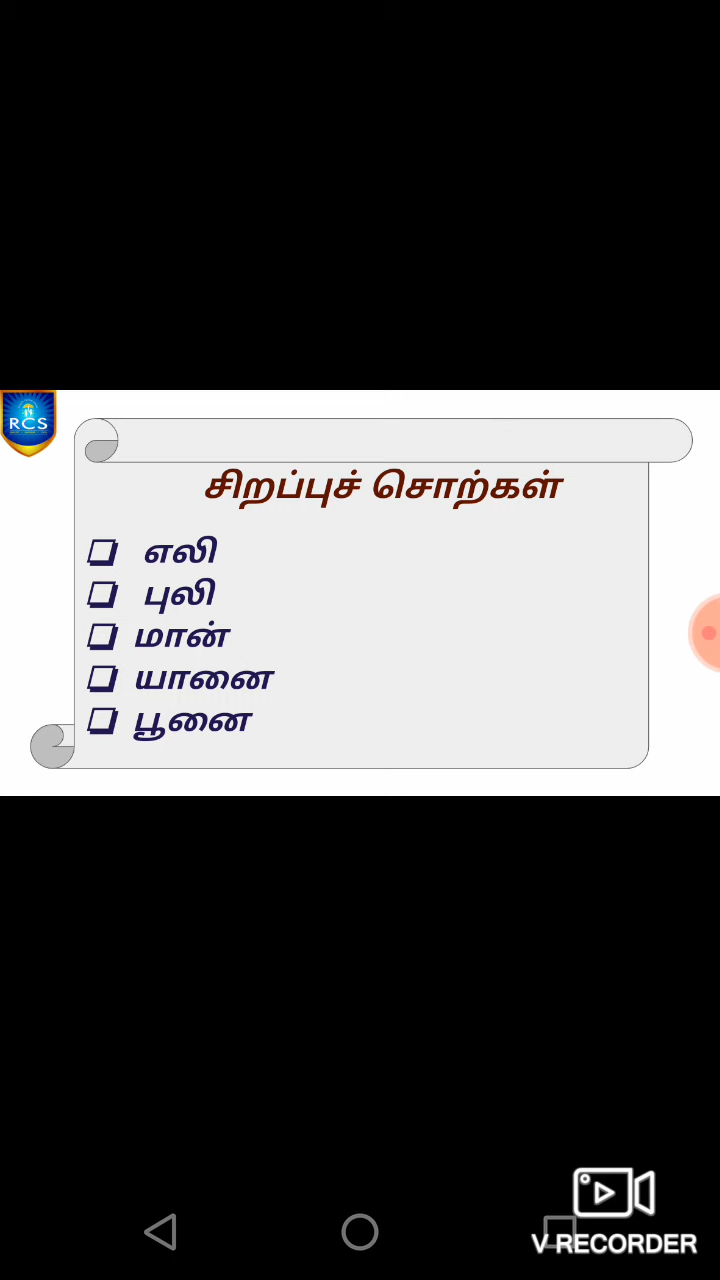 RCS
சிறப்புச் சொற்கள்
❏ எலி
❏ புலி
❏ மான்
❏ யானை
❏ பூனை
V RECORDER